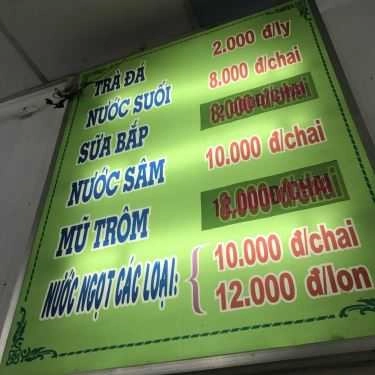 TRÀ ĐÁ 2.000 đ/ly
NƯỚC SUỐI 8.000 đ/chai
SỮA BẮP
NƯỚC SÂM 10.000 đ/chai
MŨ TRÔM
NƯỚC NGỌT CÁC LOẠI: 10.000 đ/chai
12.000 đ/lon